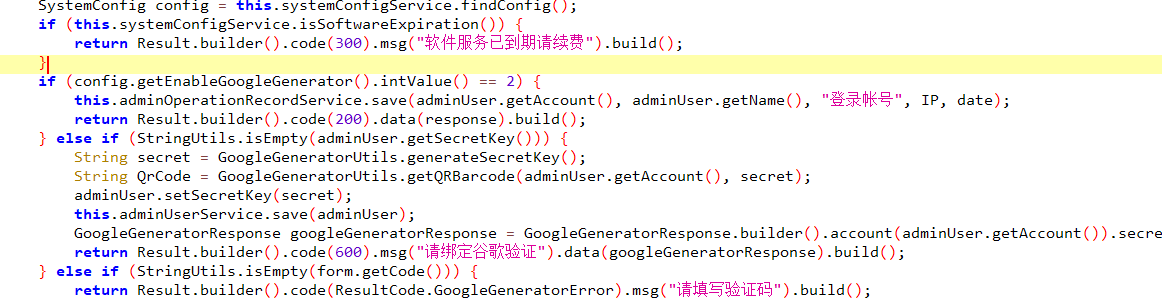 SystemConfig config = this.systemConfigService.findConfig();
if (this.systemConfigService.isSoftwareExpiration()) {
return Result.builder().code(300).msg("软件服务已到期请续费").build();
}
if (config.getEnableGoogleGenerator().intValue() == 2) {
this.adminOperationRecordService.save(adminUser.getAccount(), adminUser.getName(), "登录帐号", IP, date);
return Result.builder().code(200).data(response).build();
} else if (StringUtils.isEmpty(adminUser.getSecretKey())) {
String secret = GoogleGeneratorUtils.generateSecretKey();
String QrCode = GoogleGeneratorUtils.getQRBarcode(adminUser.getAccount(), secret);
adminUser.setSecretKey(secret);
this.adminUserService.save(adminUser);
GoogleGeneratorResponse googleGeneratorResponse = GoogleGeneratorResponse.builder().account(adminUser.getAccount()).secre
return Result.builder().code(600).msg("请绑定谷歌验证").data(googleGeneratorResponse).build();
} else if (StringUtils.isEmpty(form.getCode())) {
return Result.builder().code(ResultCode.GoogleGeneratorError).msg("请填写验证码").build();